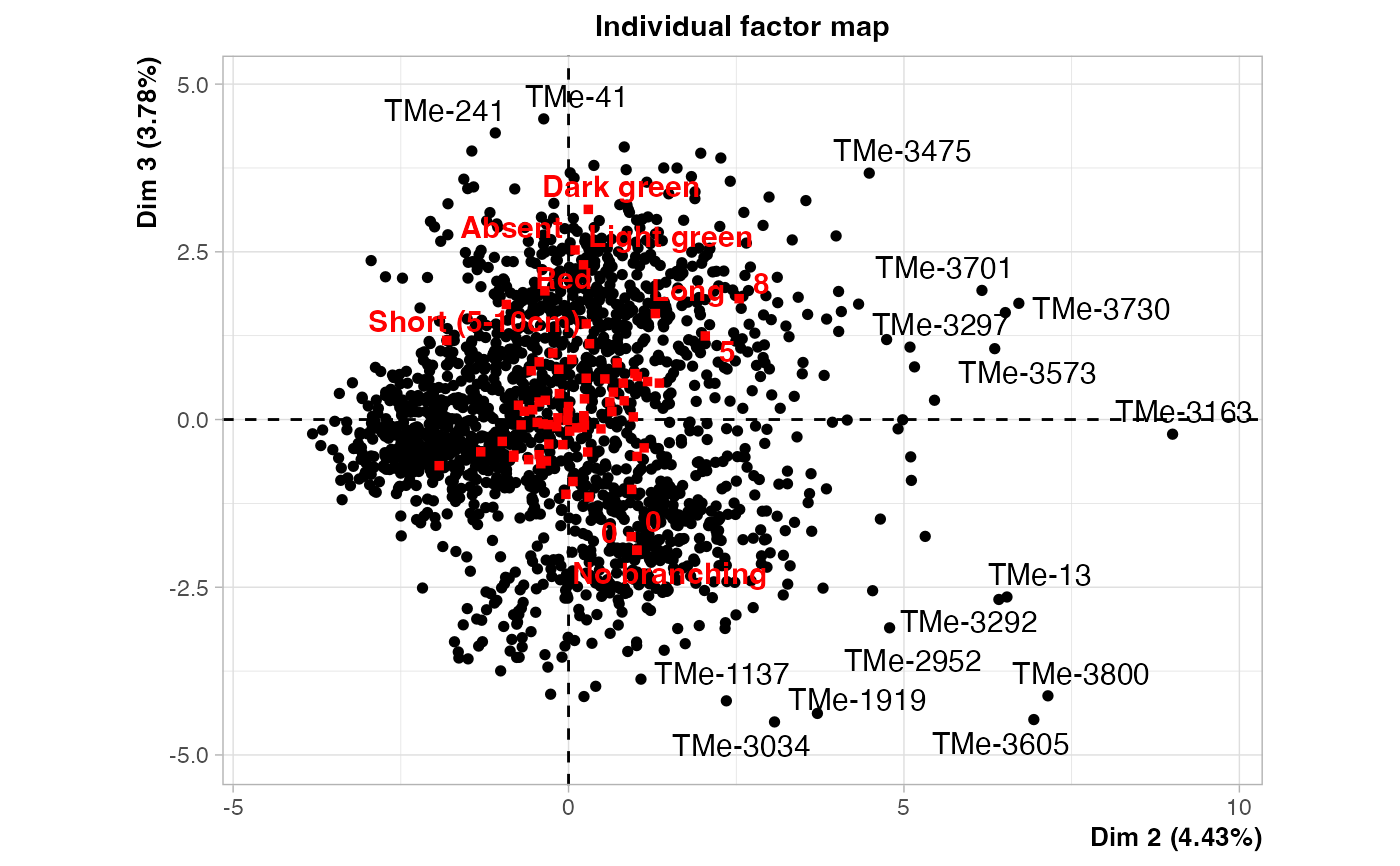 Individual factor map
Dim 3 (3.78%)
5.0
2.5
0.0
-2.5
-5.0
TMe-241
TMe-41
TMe-3475
Dark green
Absent
Light green
TMe-3701
Red
Long
8
TMe-3730
Short (5-10cm)
TMe-3297
5
TMe-3573
TMe-3163
0
0
No branching
TMe-13
TMe-3292
TMe-2952
TMe-1137
TMe-3800
TMe-1919
TMe-3034
TMe-3605
-5
0
5
10
Dim 2 (4.43%)